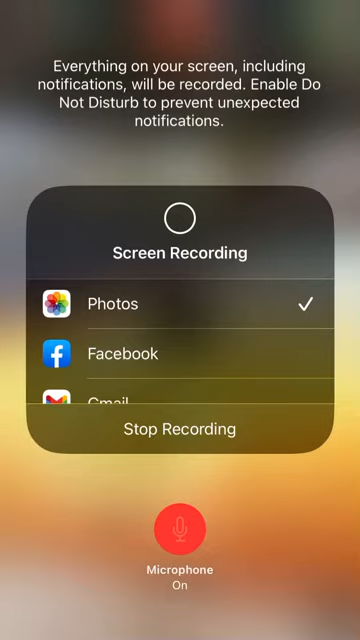 Everything on your screen, including
notifications, will be recorded. Enable Do
Not Disturb to prevent unexpected
notifications.
Screen Recording
Photos
Facebook
Gmail
Stop Recording
Microphone
On